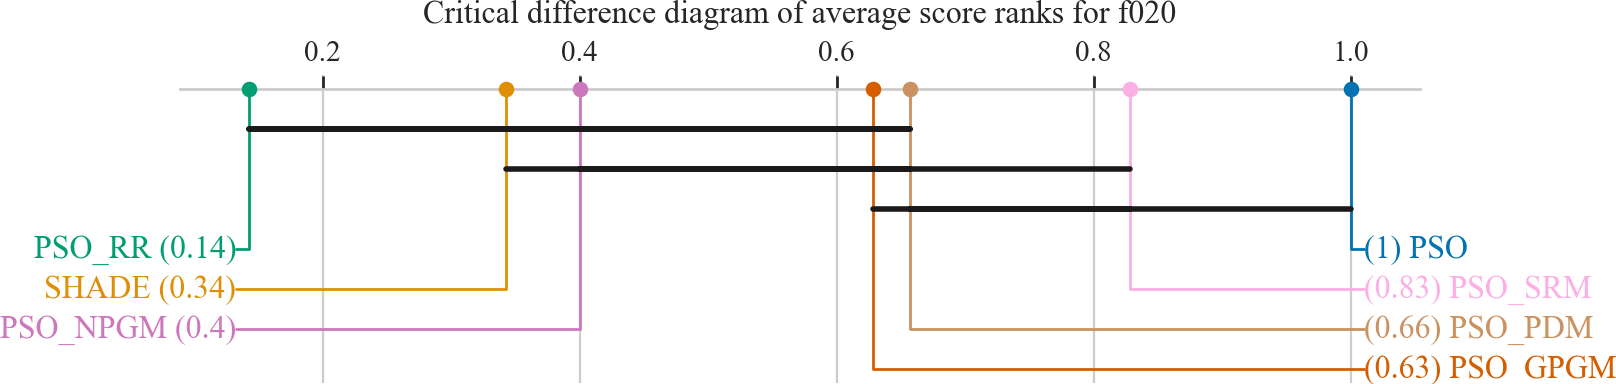 Critical difference diagram of average score ranks for f020
0.2 0.4 0.6 0.8 1.0
PSO_RR (0.14)
SHADE (0.34)
PSO_NPGM (0.4)
(1) PSO
(0.83) PSO_SRM
(0.66) PSO_PDM
(0.63) PSO_GPGM